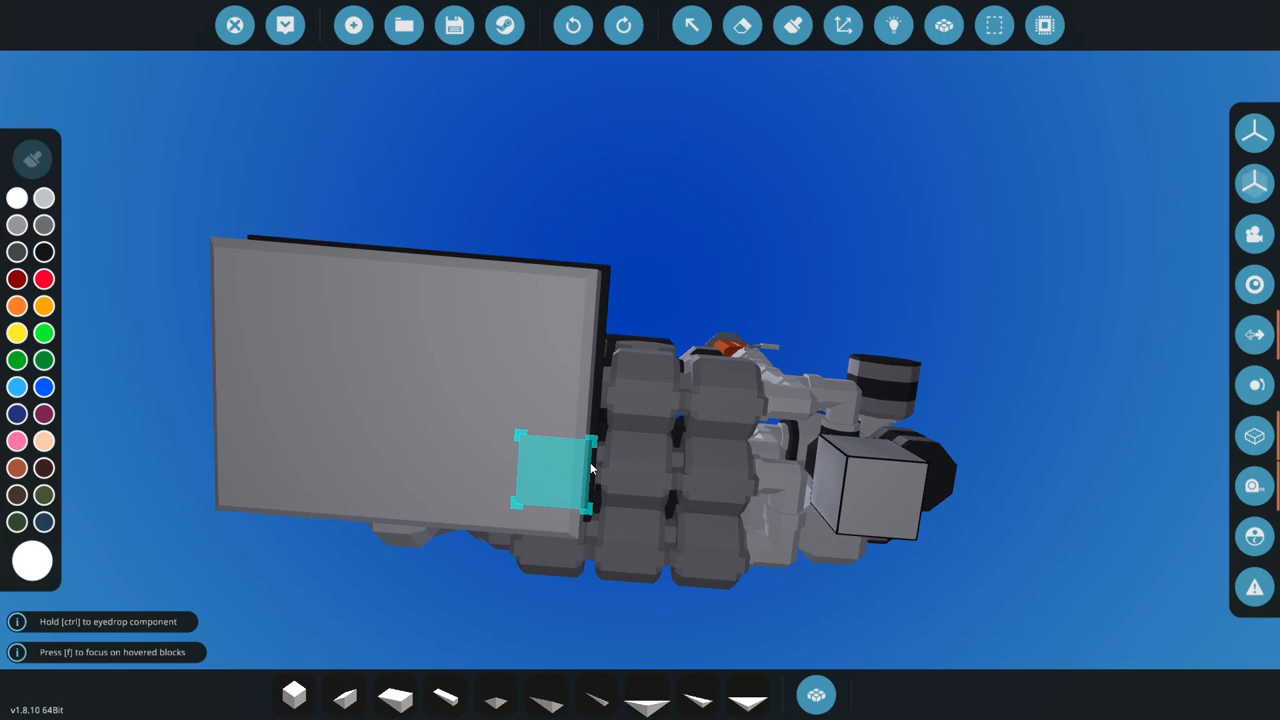 Hold [ctrl] to eyedrop component
Press [f] to focus on hovered blocks
v1.8.10 64Bit